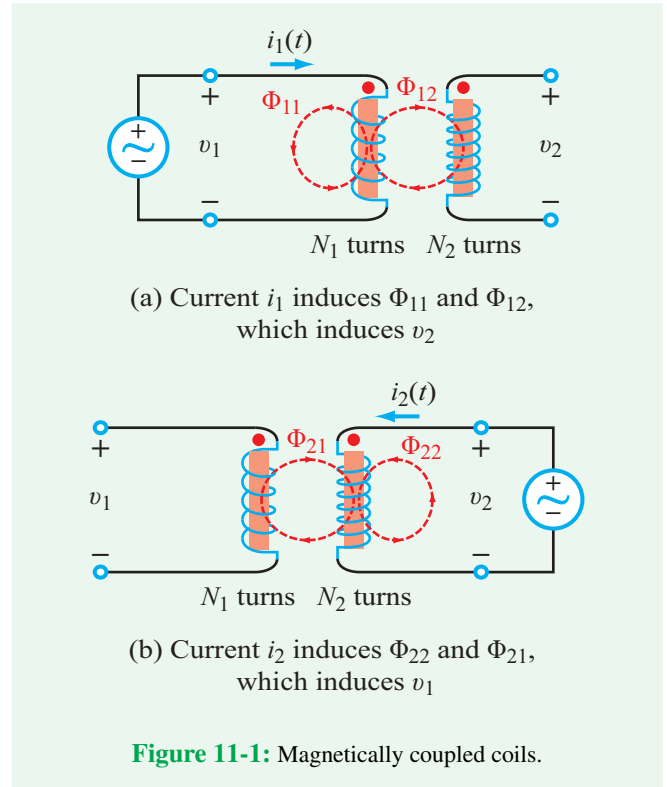 i₁(t)
Φ₁₁
Φ₁₂
+
+
+
−
v₁
v₂
−
−
N₁ turns
N₂ turns
(a) Current i₁ induces Φ₁₁ and Φ₁₂,
which induces v₂
i₂(t)
Φ₂₁
Φ₂₂
+
+
+
−
v₁
v₂
−
−
N₁ turns
N₂ turns
(b) Current i₂ induces Φ₂₂ and Φ₂₁,
which induces v₁
Figure 11-1: Magnetically coupled coils.